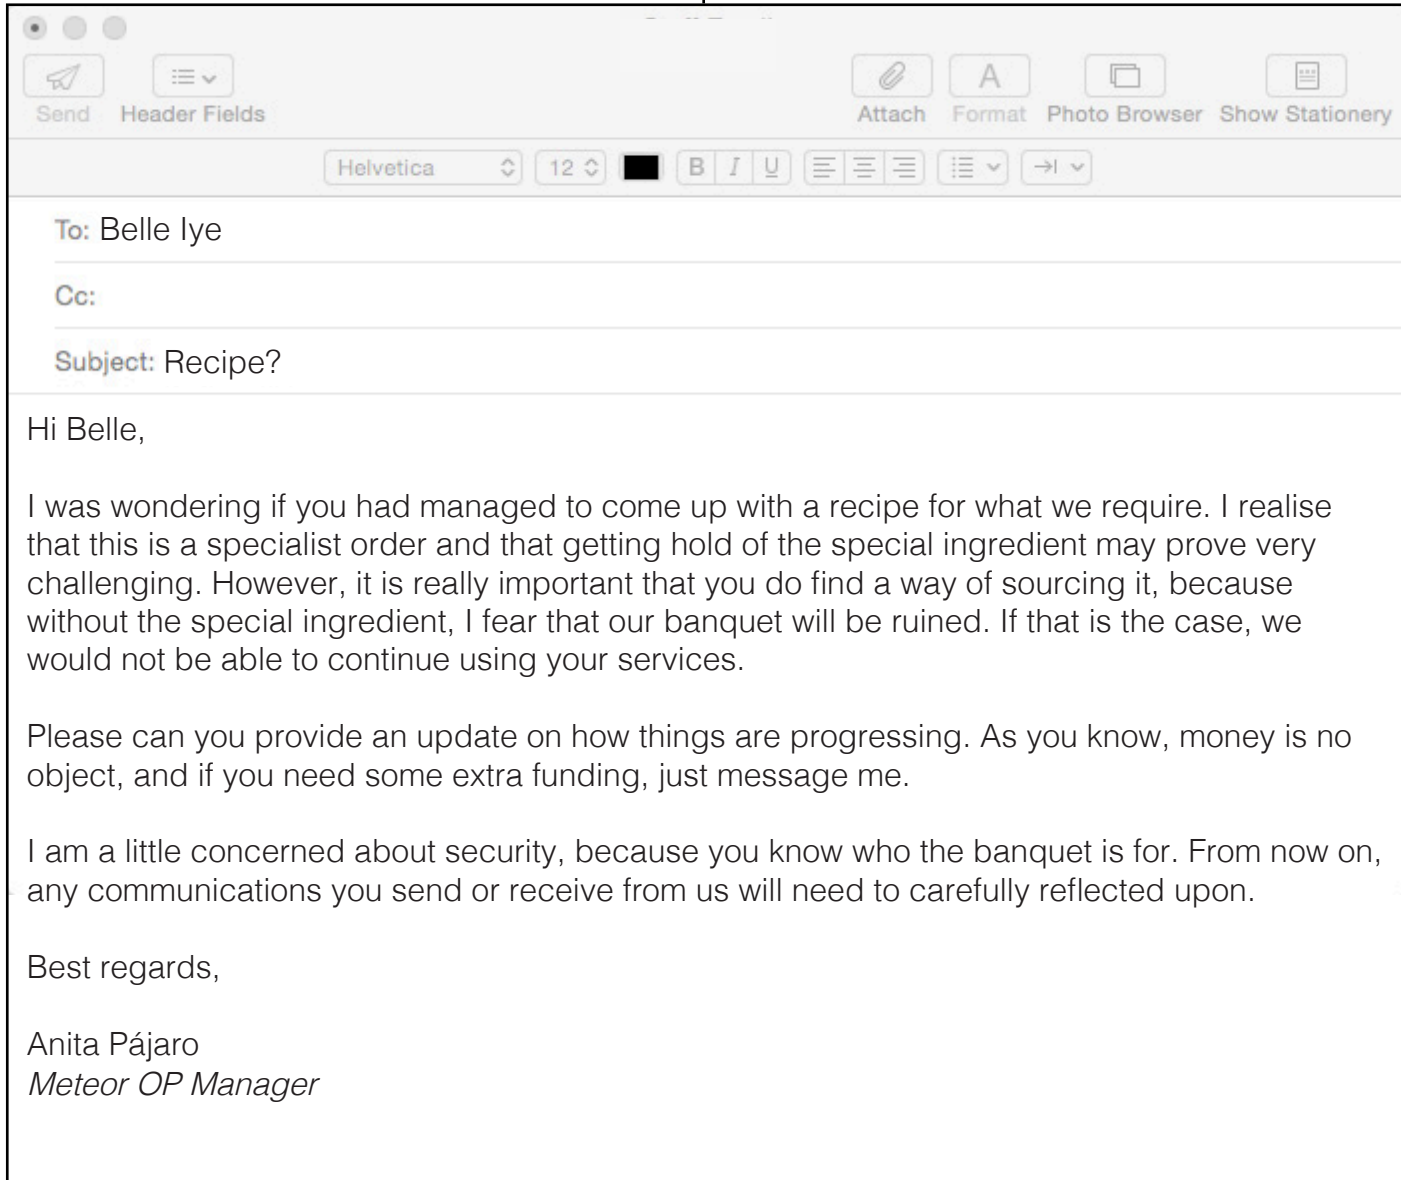 Send
Header Fields
Attach
Format
Photo Browser
Show Stationery
Helvetica
12
B I U
To: Belle Iye
Cc:
Subject: Recipe?
Hi Belle,
I was wondering if you had managed to come up with a recipe for what we require. I realise
that this is a specialist order and that getting hold of the special ingredient may prove very
challenging. However, it is really important that you do find a way of sourcing it, because
without the special ingredient, I fear that our banquet will be ruined. If that is the case, we
would not be able to continue using your services.
Please can you provide an update on how things are progressing. As you know, money is no
object, and if you need some extra funding, just message me.
I am a little concerned about security, because you know who the banquet is for. From now on,
any communications you send or receive from us will need to carefully reflected upon.
Best regards,
Anita Pájaro
Meteor OP Manager